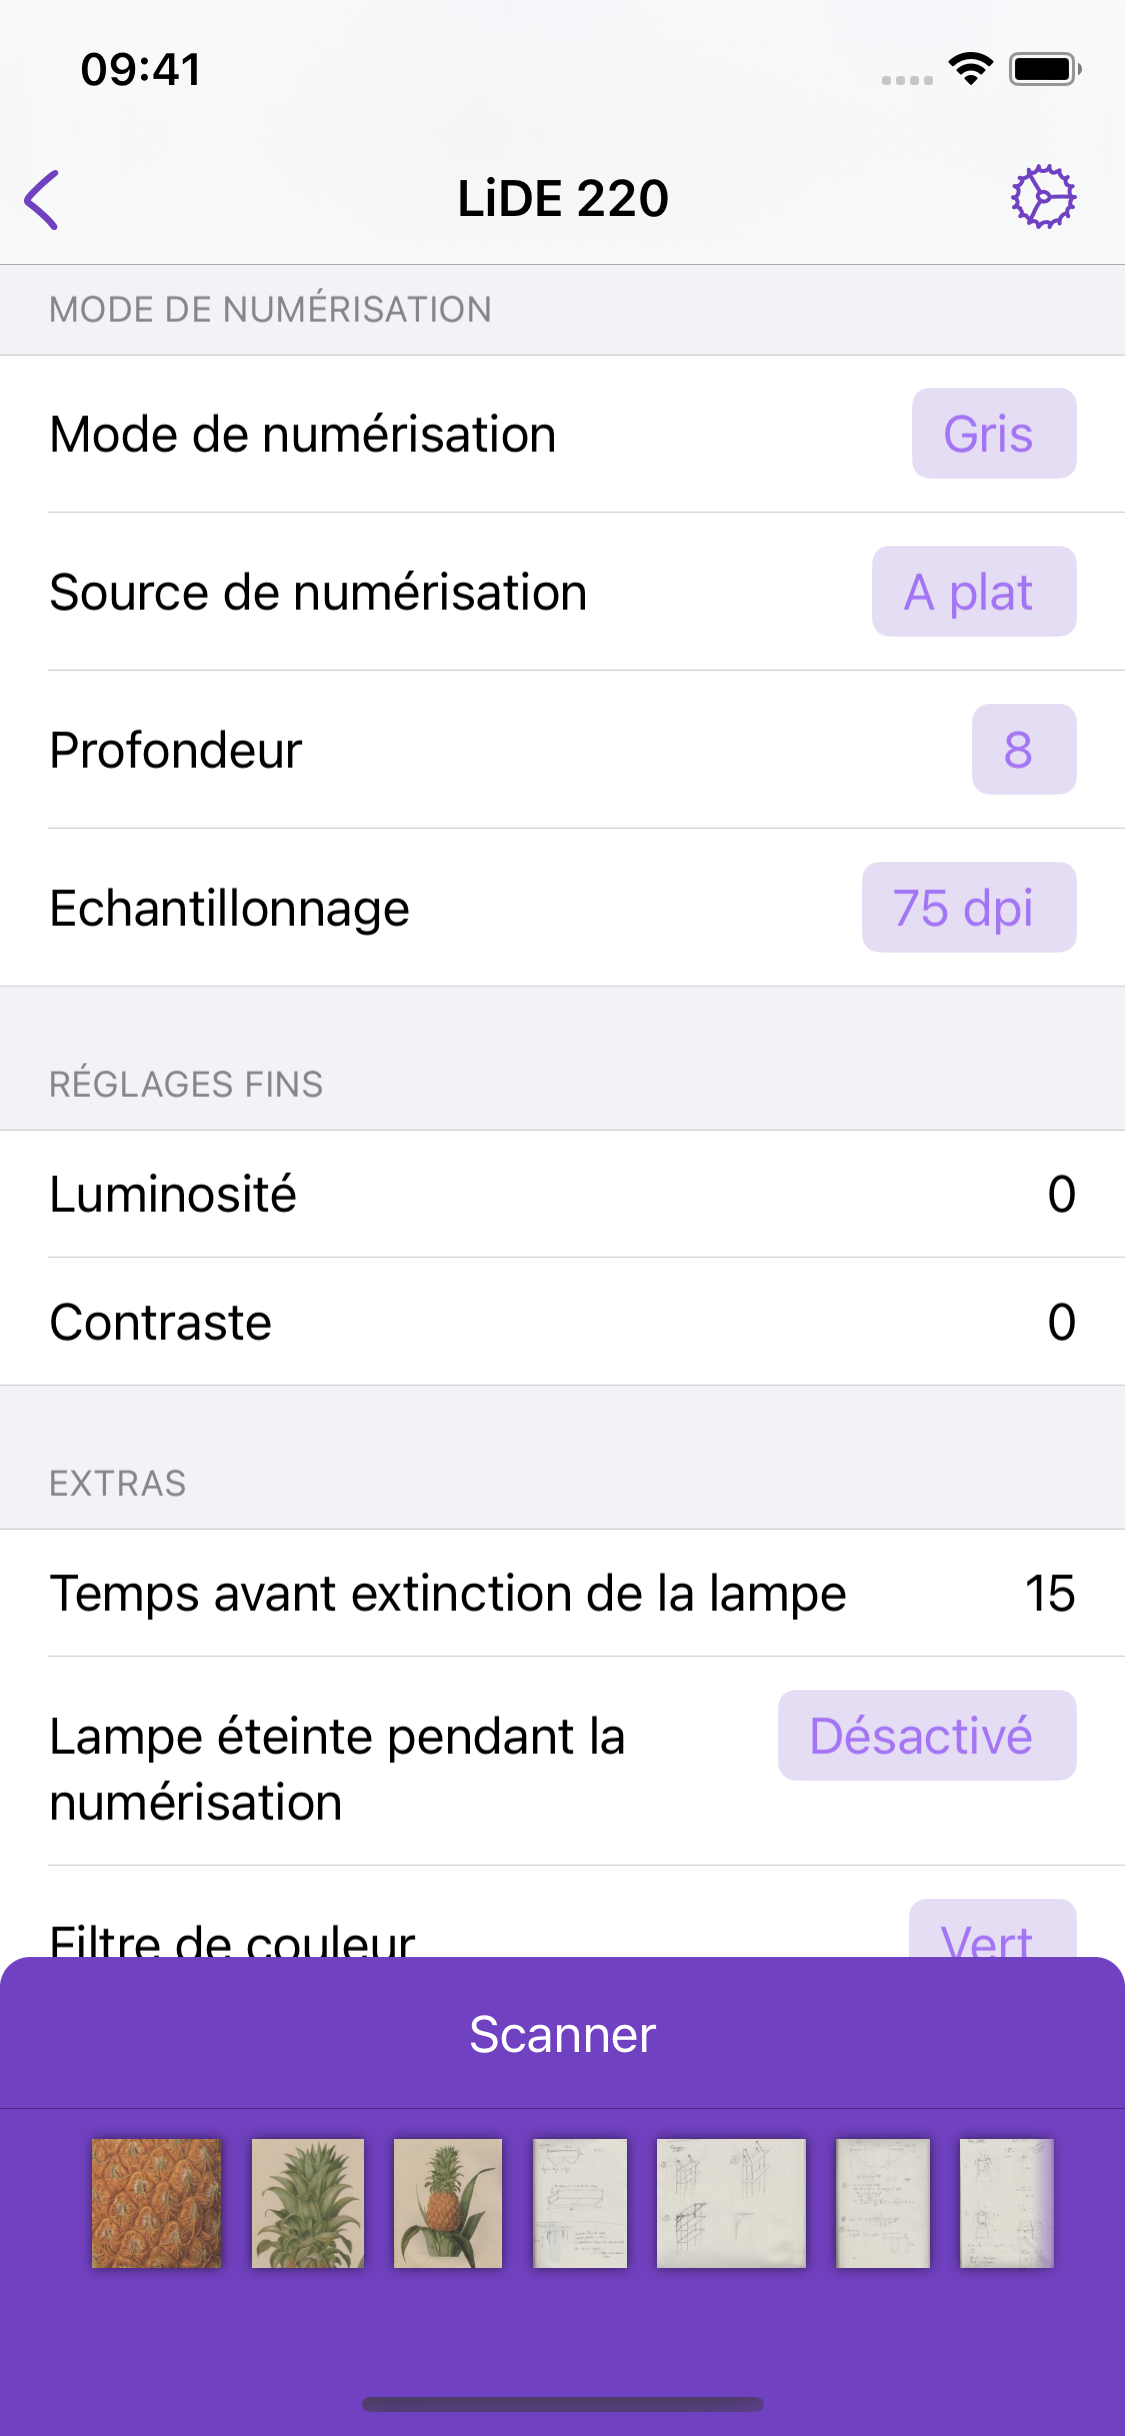 09:41
LiDE 220
MODE DE NUMÉRISATION
Mode de numérisation Gris
Source de numérisation A plat
Profondeur 8
Echantillonnage 75 dpi
RÉGLAGES FINS
Luminosité 0
Contraste 0
EXTRAS
Temps avant extinction de la lampe 15
Lampe éteinte pendant la Désactivé
numérisation
Filtre de couleur Vert
Scanner